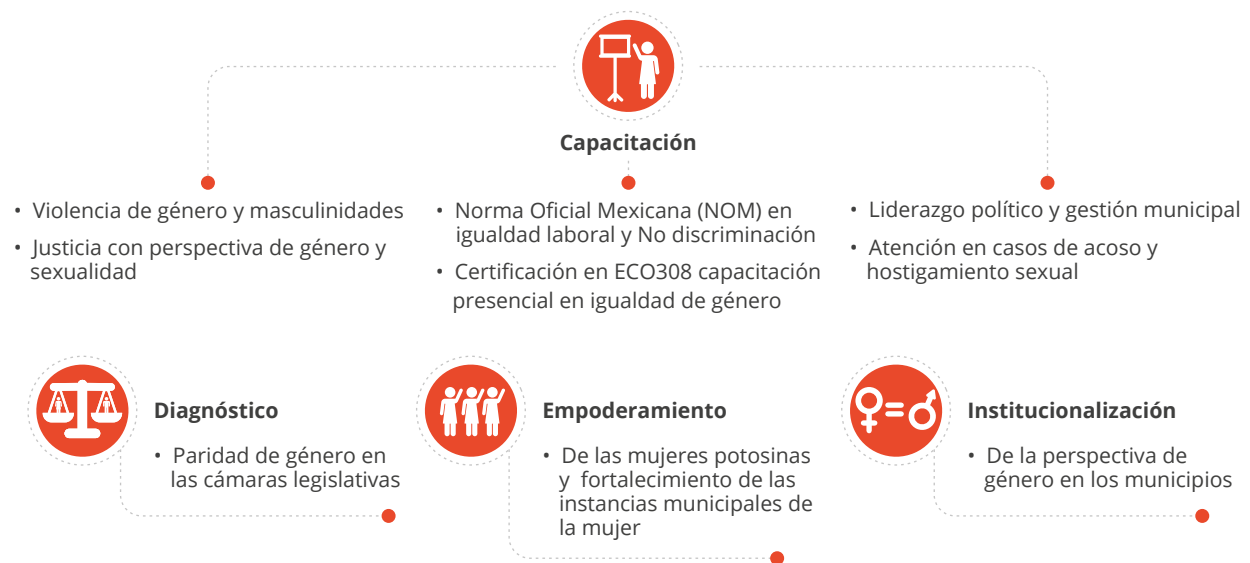 Capacitación
• Violencia de género y masculinidades
• Justicia con perspectiva de género y
sexualidad
• Norma Oficial Mexicana (NOM) en
igualdad laboral y No discriminación
• Certificación en ECO308 capacitación
presencial en igualdad de género
• Liderazgo político y gestión municipal
• Atención en casos de acoso y
hostigamiento sexual
Diagnóstico
• Paridad de género en
las cámaras legislativas
Empoderamiento
• De las mujeres potosinas
y fortalecimiento de las
instancias municipales de
la mujer
Institucionalización
• De la perspectiva de
género en los municipios